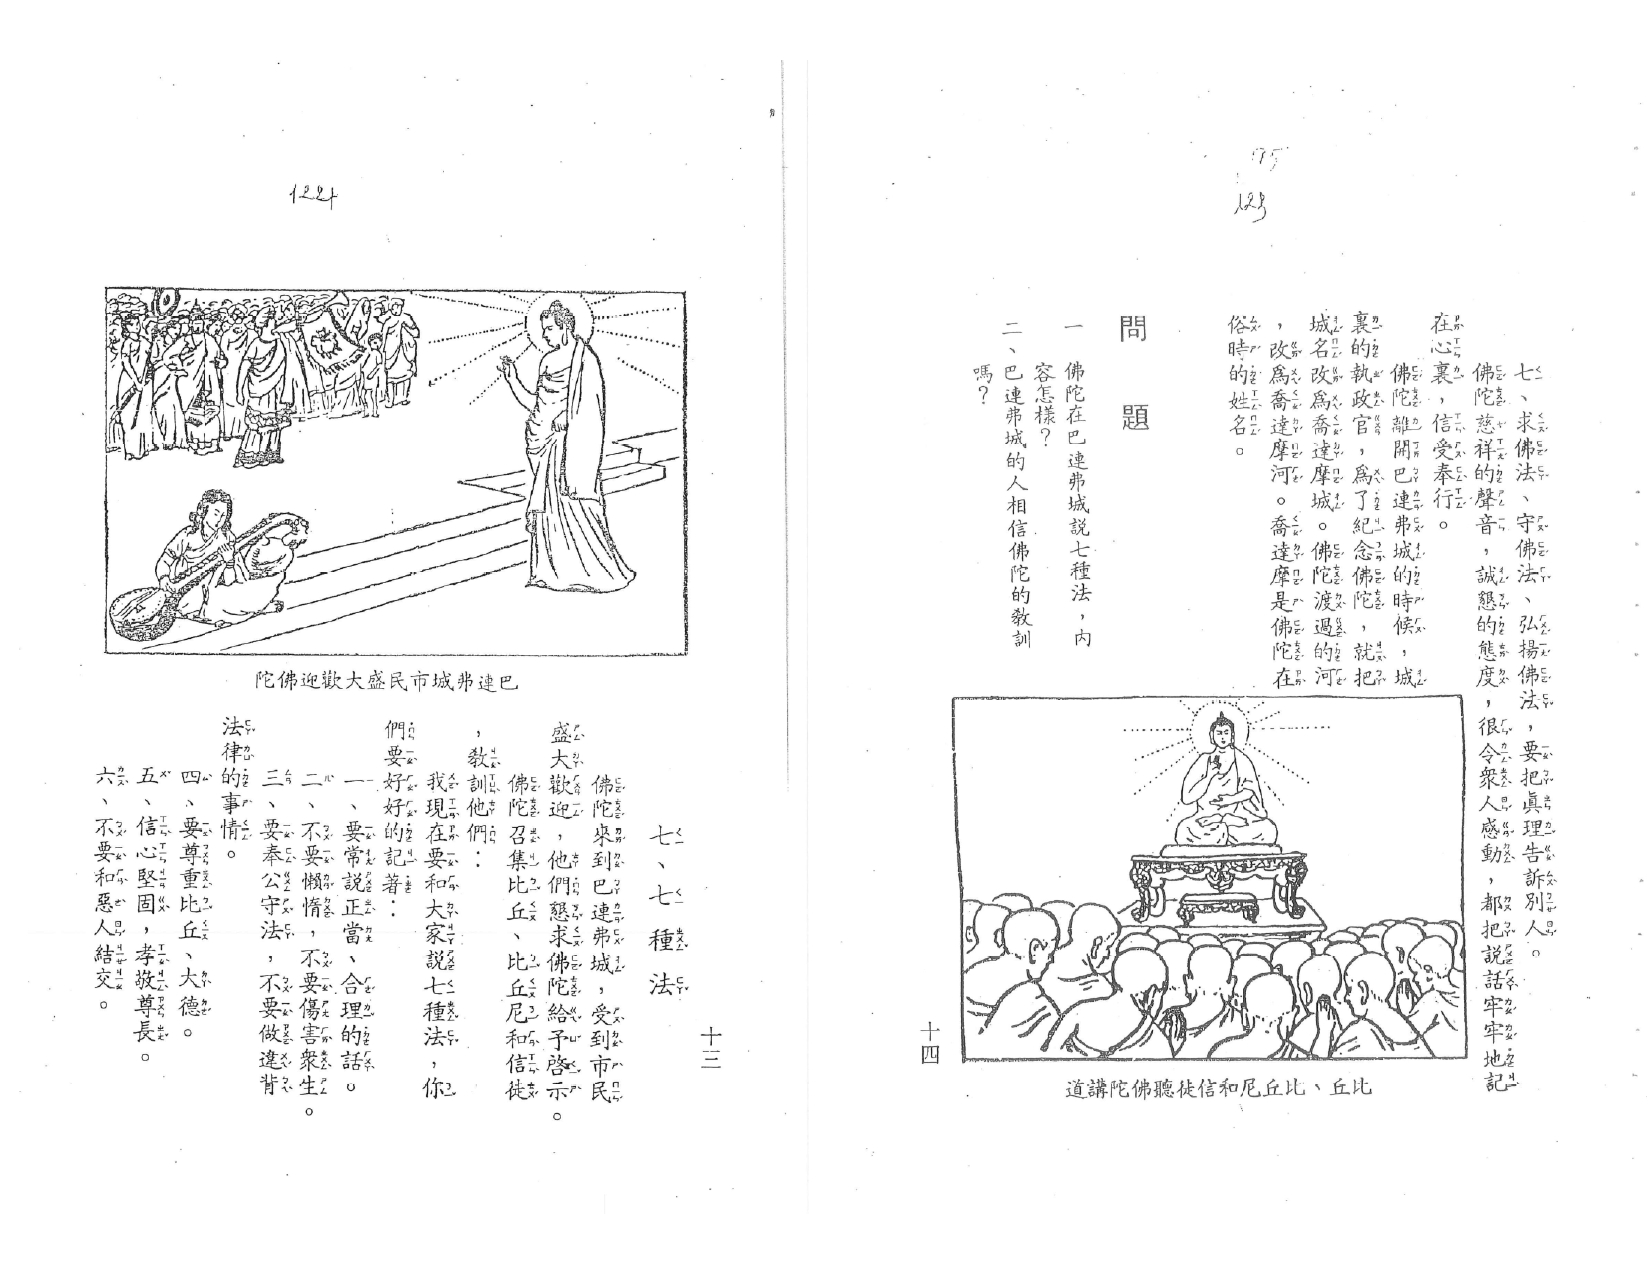 巴連弗城市民盛大歡迎佛陀
十三
七、七種法
佛陀來到巴連弗城，受到市民
盛大歡迎，他們懇求佛陀給予啓示。
佛陀召集比丘、比丘尼和信徒
，教訓他們：
我現在要和大家説七種法，你
們要好好的記著：
一、要常説正當、合理的話。
二、不要懶惰，不要傷害衆生。
三、要奉公守法，不要做違背
法律的事情。
四、要尊重比丘、大德。
五、信心堅固，孝敬尊長。
六、不要和惡人結交。
七、求佛法、守佛法、弘揚佛法，要把眞理告訴別人。
佛陀慈祥的聲音，誠懇的態度，很令衆人感動，都把説話牢牢地記
在心裏，信受奉行。
佛陀離開巴連弗城的時候，城
裏的執政官，爲了紀念佛陀，就把
城名改爲喬達摩城。佛陀渡過的河
，改爲喬達摩河。喬達摩是佛陀在
俗時的姓名。
問題
一 佛陀在巴連弗城説七種法，内
容怎樣？
二、巴連弗城的人相信佛陀的教訓
嗎？
比丘、比丘尼和信徒聽佛陀講道
十四